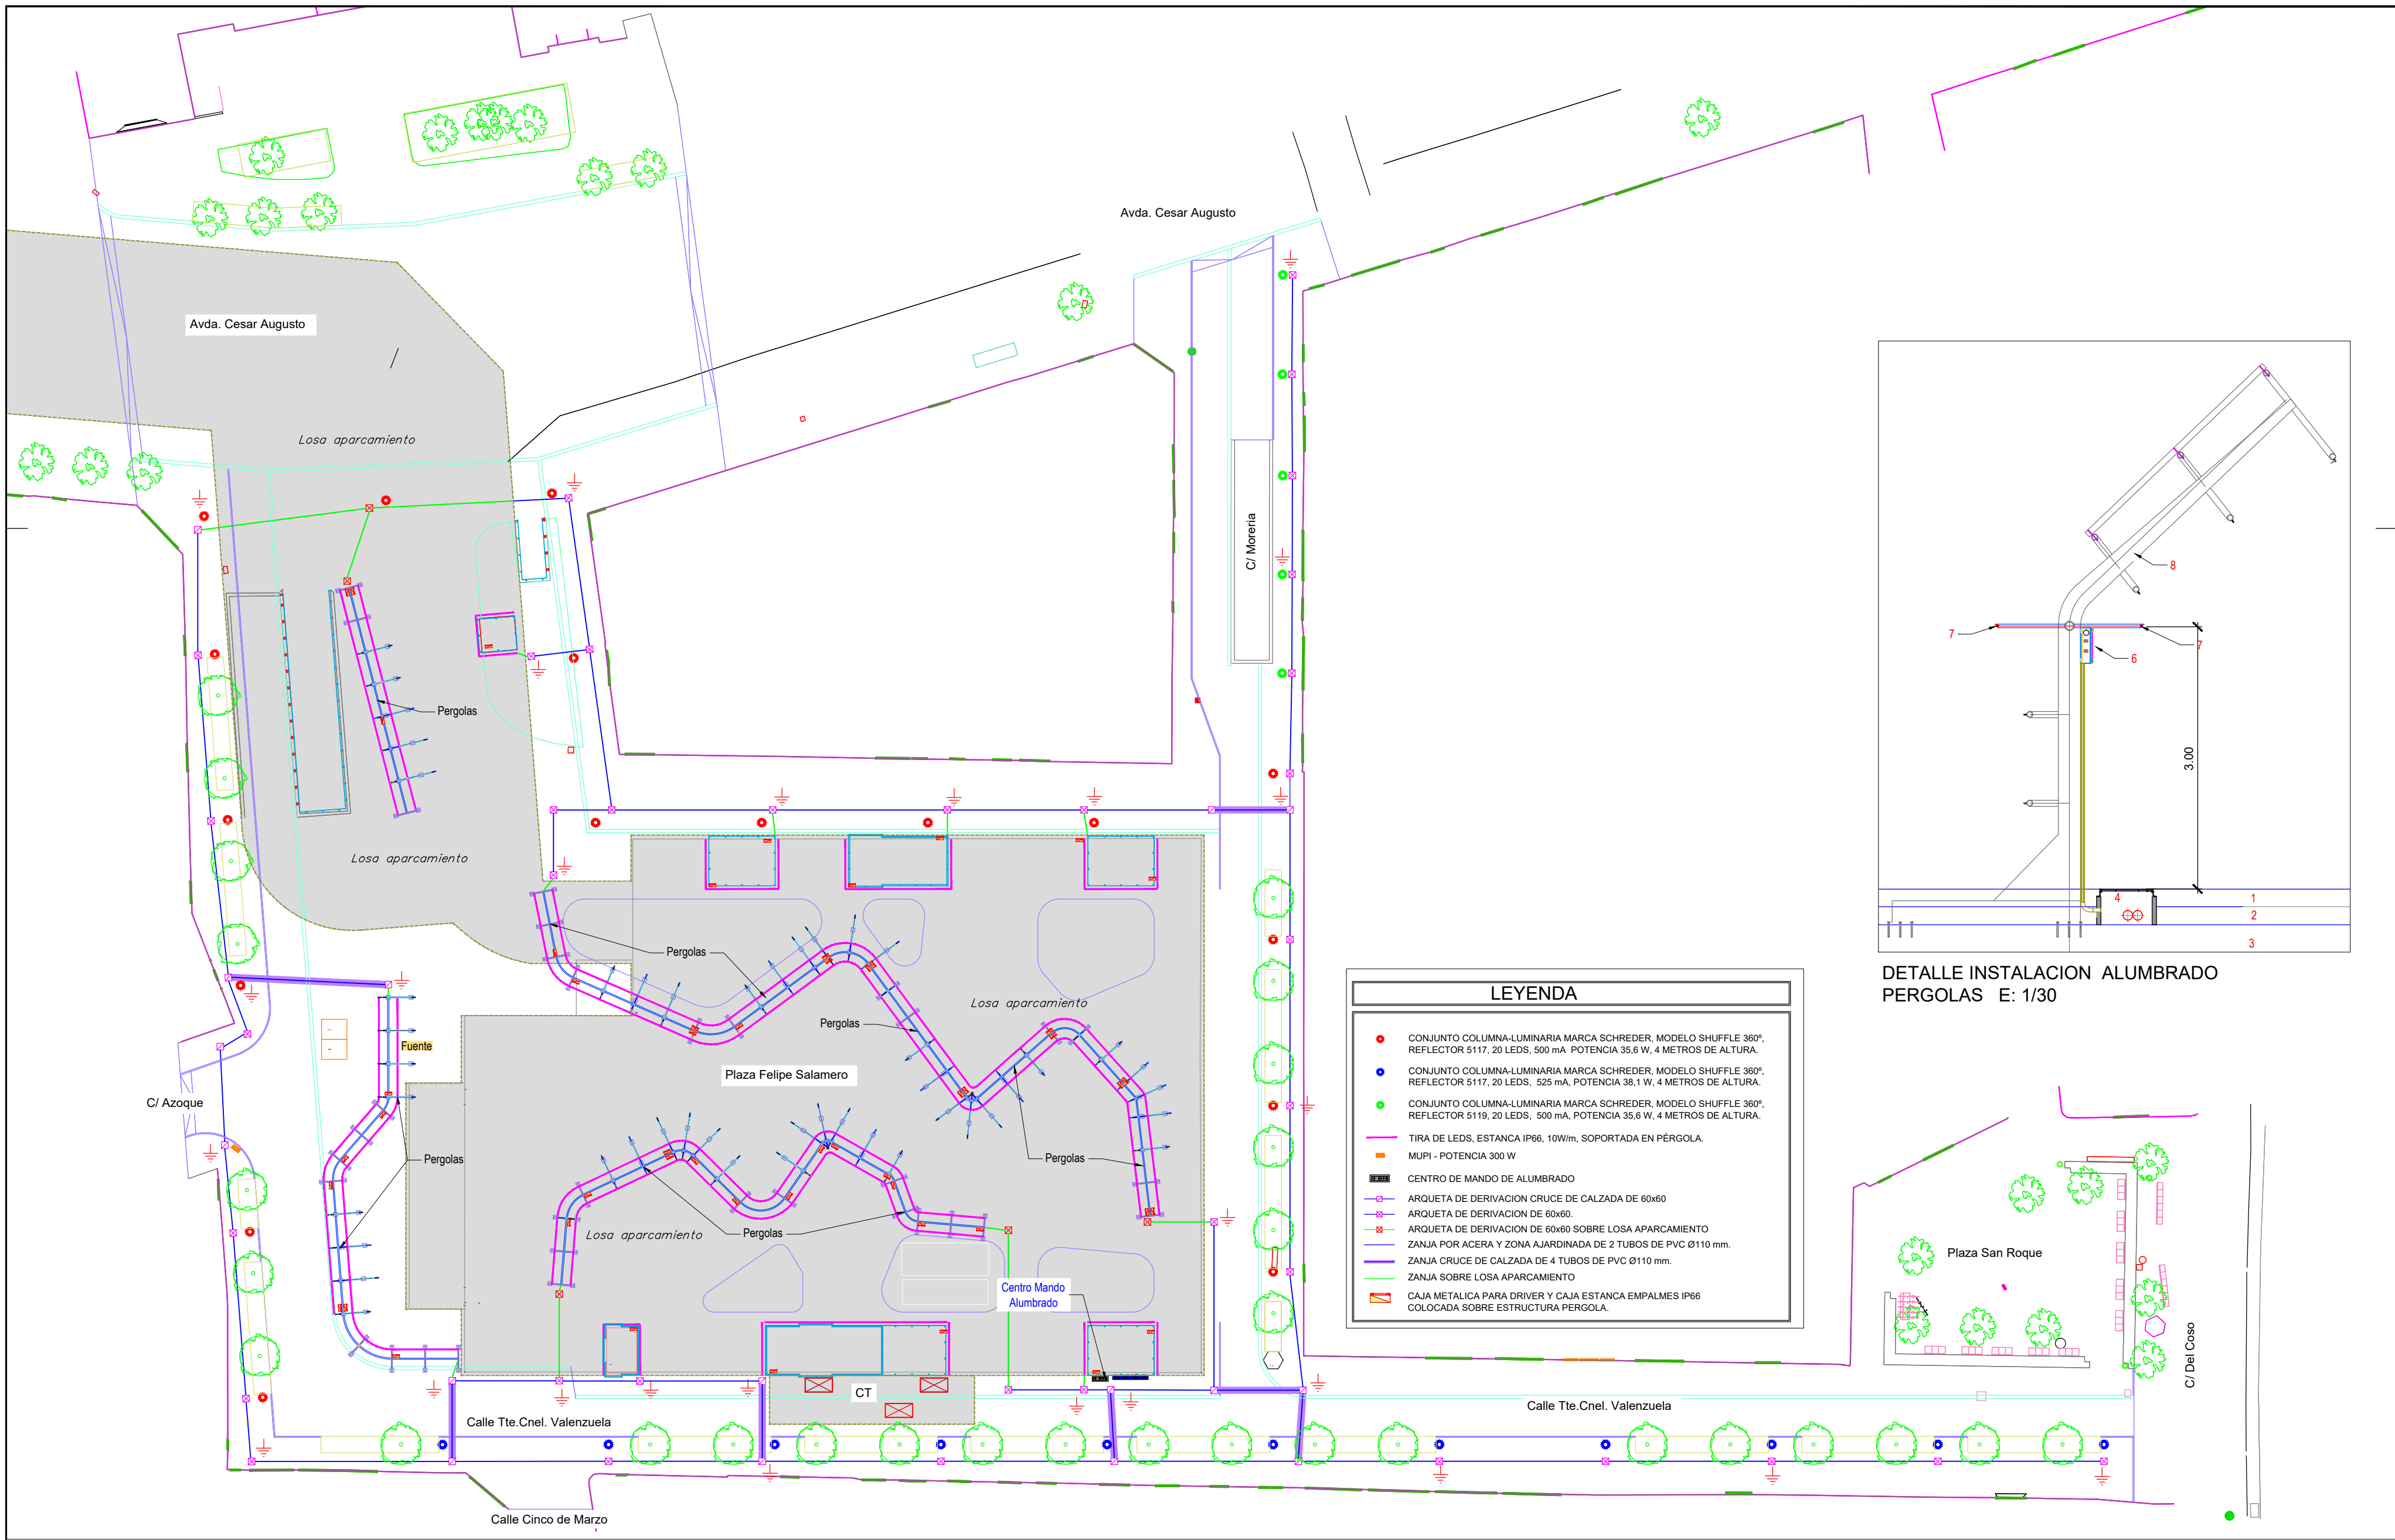 Avda. Cesar Augusto
Avda. Cesar Augusto
Losa aparcamiento
C/ Moreria
Pergolas
Losa aparcamiento
Pergolas
Losa aparcamiento
Pergolas
Fuente
Plaza Felipe Salamero
C/ Azoque
Pergolas
Pergolas
Losa aparcamiento
Pergolas
Centro Mando
Alumbrado
CT
Calle Tte.Cnel. Valenzuela
Calle Tte.Cnel. Valenzuela
Calle Cinco de Marzo
Plaza San Roque
C/ Del Coso
8
7
7
6
3.00
4
1
2
3
DETALLE INSTALACION ALUMBRADO
PERGOLAS E: 1/30
LEYENDA
CONJUNTO COLUMNA-LUMINARIA MARCA SCHREDER, MODELO SHUFFLE 360º,
REFLECTOR 5117, 20 LEDS, 500 mA POTENCIA 35,6 W, 4 METROS DE ALTURA.
CONJUNTO COLUMNA-LUMINARIA MARCA SCHREDER, MODELO SHUFFLE 360º,
REFLECTOR 5117, 20 LEDS, 525 mA, POTENCIA 38,1 W, 4 METROS DE ALTURA.
CONJUNTO COLUMNA-LUMINARIA MARCA SCHREDER, MODELO SHUFFLE 360º,
REFLECTOR 5119, 20 LEDS, 500 mA, POTENCIA 35,6 W, 4 METROS DE ALTURA.
TIRA DE LEDS, ESTANCA IP66, 10W/m, SOPORTADA EN PÉRGOLA.
MUPI - POTENCIA 300 W
CENTRO DE MANDO DE ALUMBRADO
ARQUETA DE DERIVACION CRUCE DE CALZADA DE 60x60
ARQUETA DE DERIVACION DE 60x60.
ARQUETA DE DERIVACION DE 60x60 SOBRE LOSA APARCAMIENTO
ZANJA POR ACERA Y ZONA AJARDINADA DE 2 TUBOS DE PVC Ø110 mm.
ZANJA CRUCE DE CALZADA DE 4 TUBOS DE PVC Ø110 mm.
ZANJA SOBRE LOSA APARCAMIENTO
CAJA METALICA PARA DRIVER Y CAJA ESTANCA EMPALMES IP66
COLOCADA SOBRE ESTRUCTURA PERGOLA.